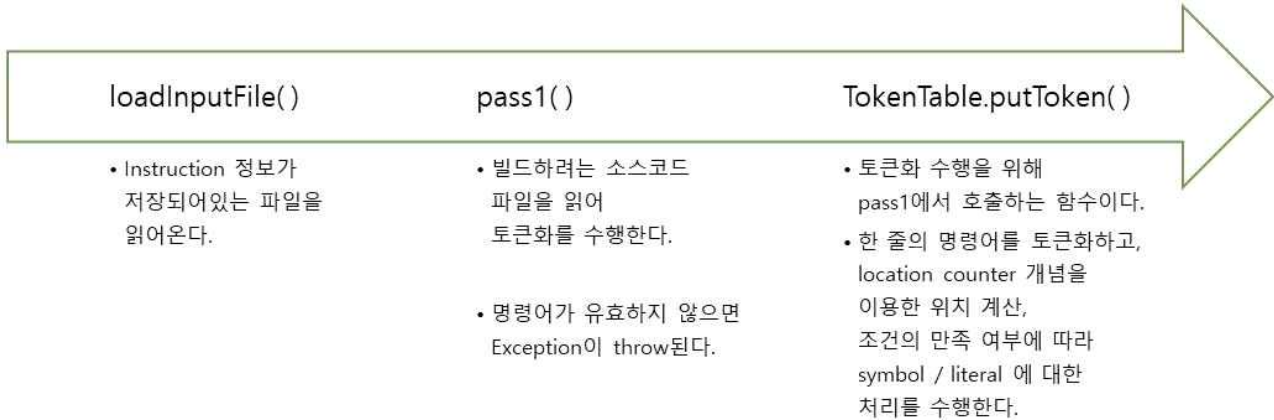 loadInputFile( )
• Instruction 정보가
저장되어있는 파일을
읽어온다.
pass1( )
• 빌드하려는 소스코드
파일을 읽어
토큰화를 수행한다.
• 명령어가 유효하지 않으면
Exception이 throw된다.
TokenTable.putToken( )
• 토큰화 수행을 위해
pass1에서 호출하는 함수이다.
• 한 줄의 명령어를 토큰화하고,
location counter 개념을
이용한 위치 계산,
조건의 만족 여부에 따라
symbol / literal 에 대한
처리를 수행한다.